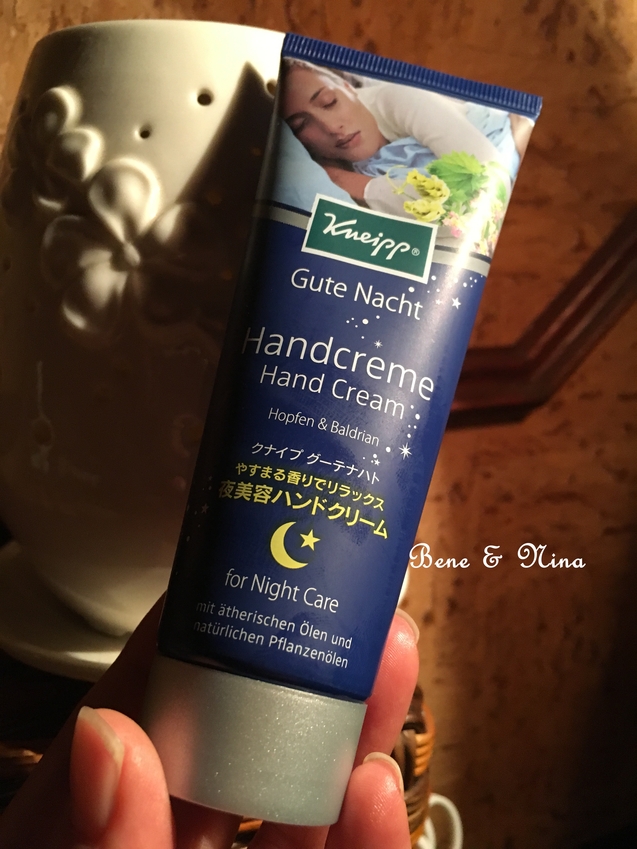 Kneipp®
Gute Nacht
Handcreme
Hand Cream
Hopfen & Baldrian
クナイプ グーテナハト
やすまる香りでリラックス
夜美容ハンドクリーム
for Night Care
mit ätherischen Ölen und
natürlichen Pflanzenölen
Bene & Nina